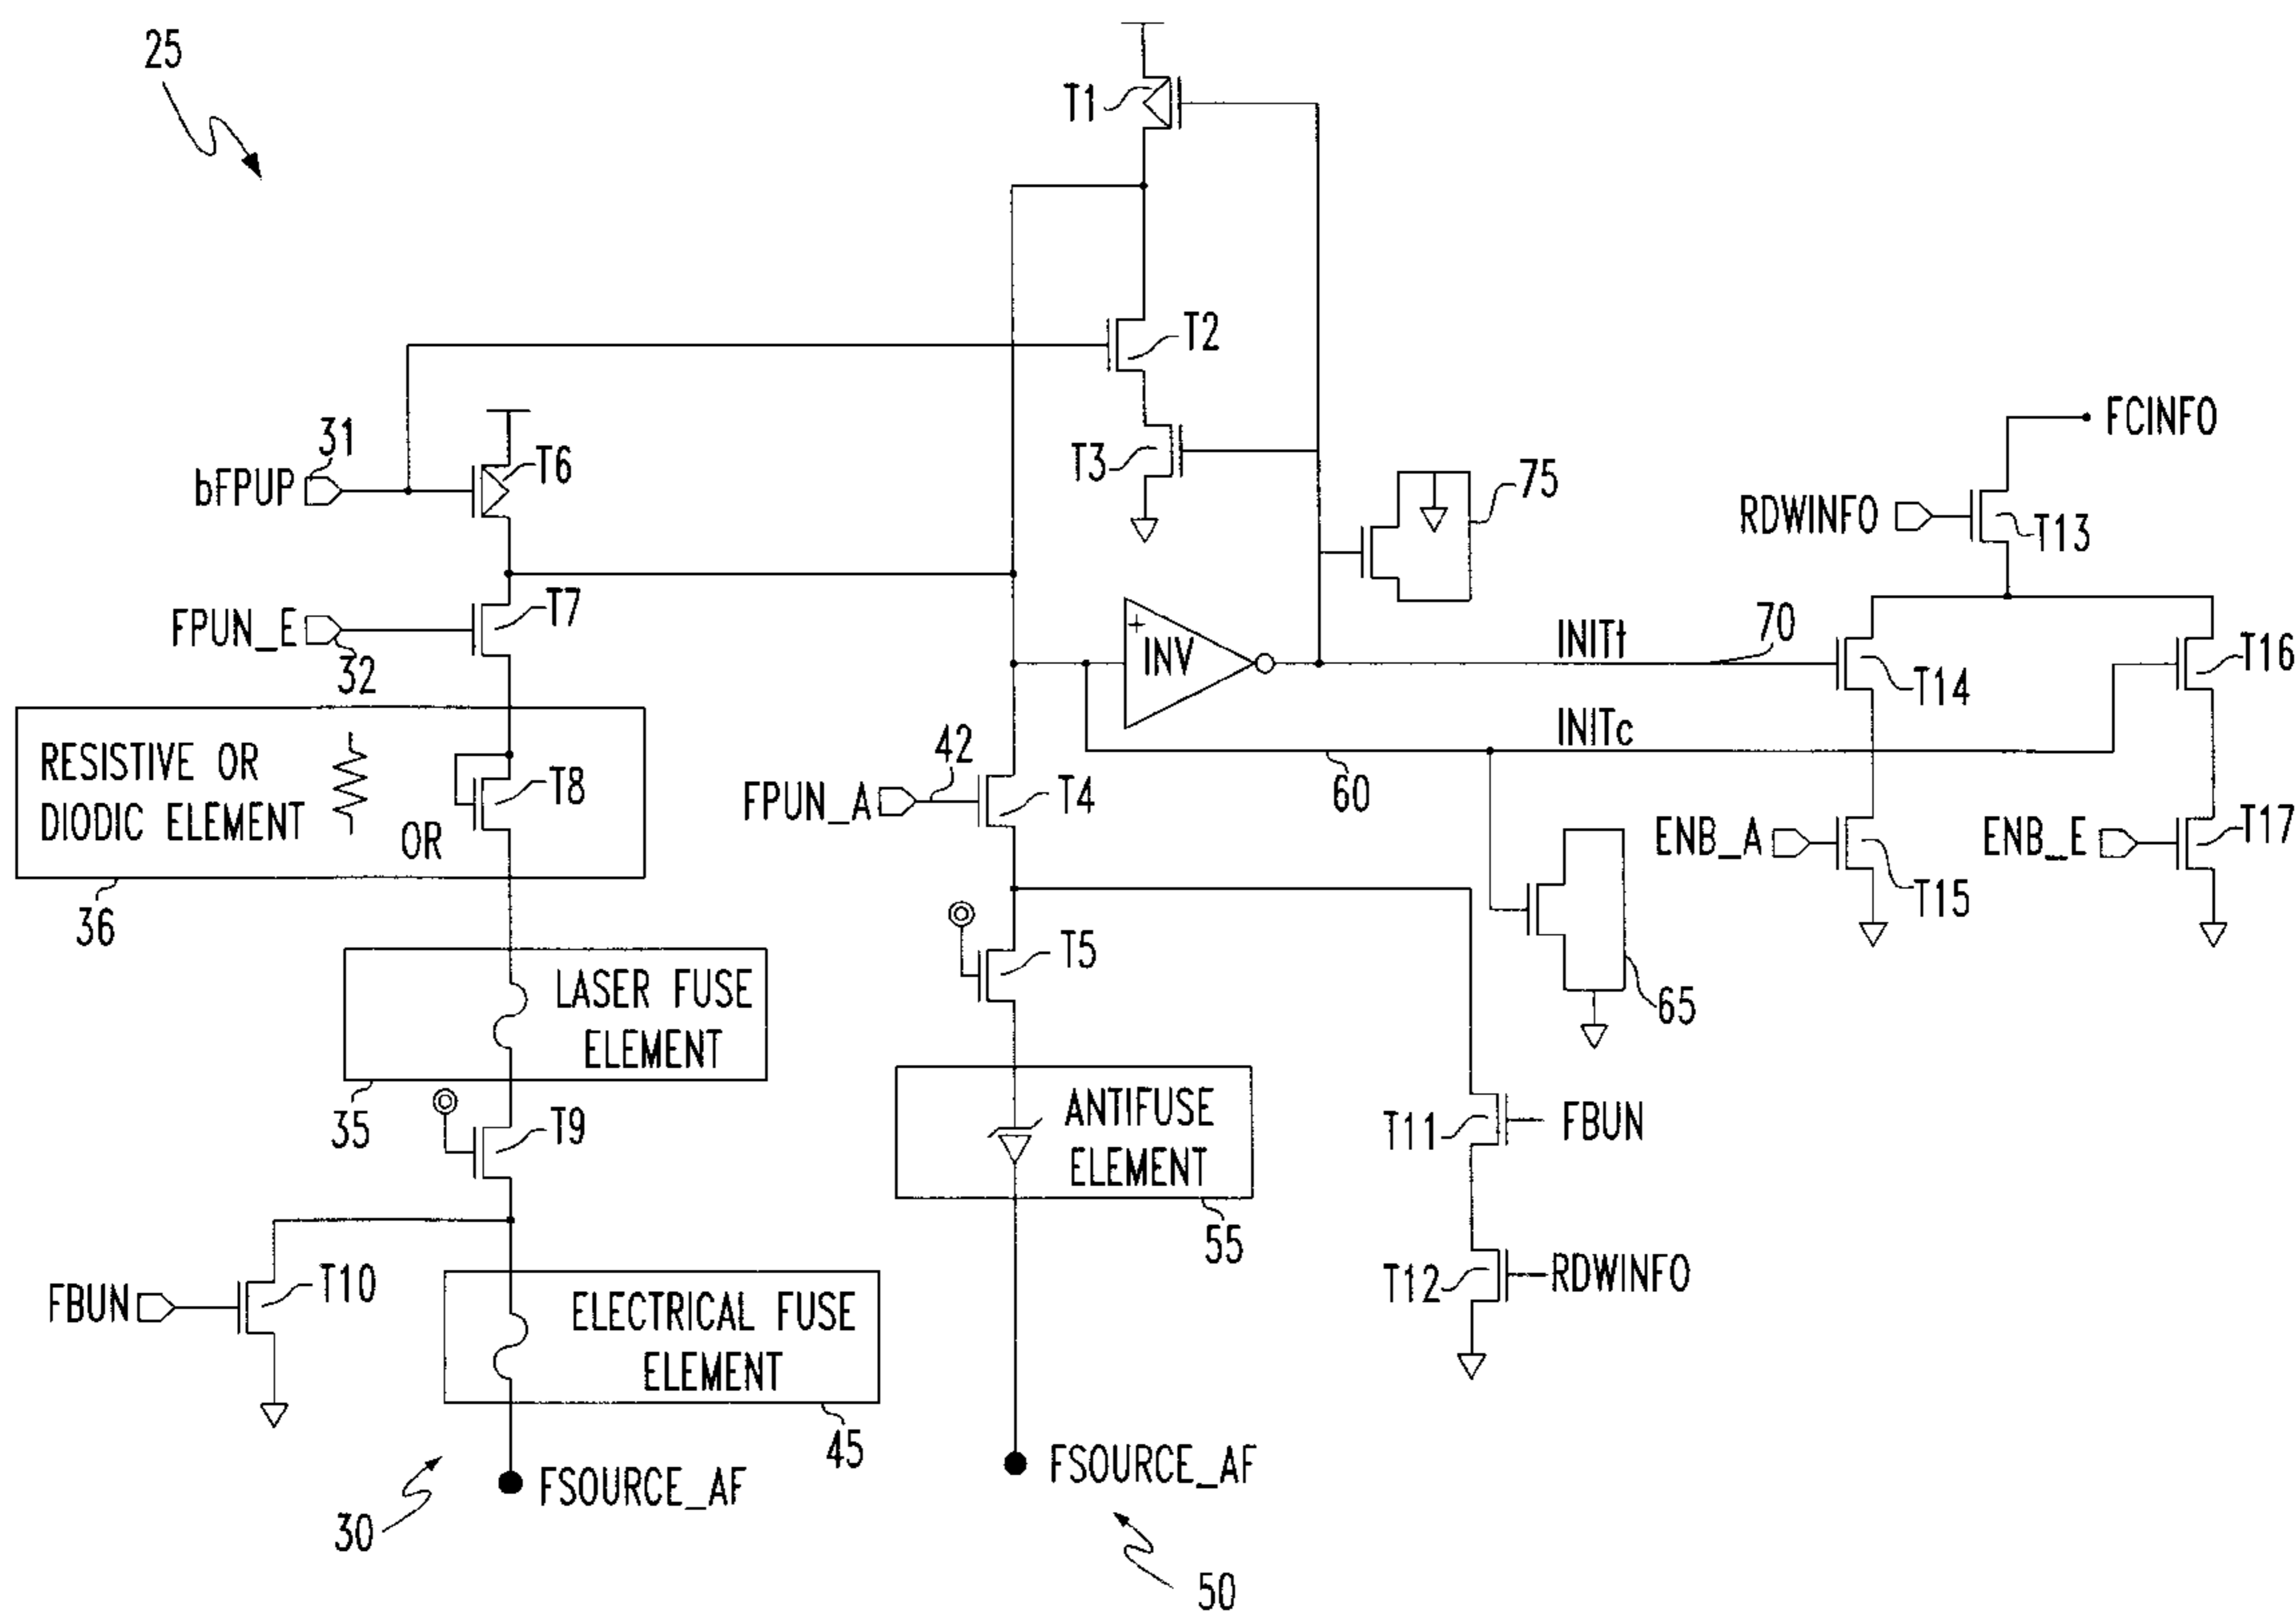 25
T1
T2
31
bFPUP
T6
T3
75
FCINFO
RDWINFO
T13
FPUN_E
32
T7
+
INV
INITt
70
T14
T16
INITc
RESISTIVE OR
DIODIC ELEMENT
OR
T8
36
42
FPUN_A
T4
60
ENB_A
T15
ENB_E
T17
T5
65
LASER FUSE
ELEMENT
35
T9
ANTIFUSE
ELEMENT
55
T11
FBUN
T12
RDWINFO
FBUN
T10
ELECTRICAL FUSE
ELEMENT
45
FSOURCE_AF
30
FSOURCE_AF
50